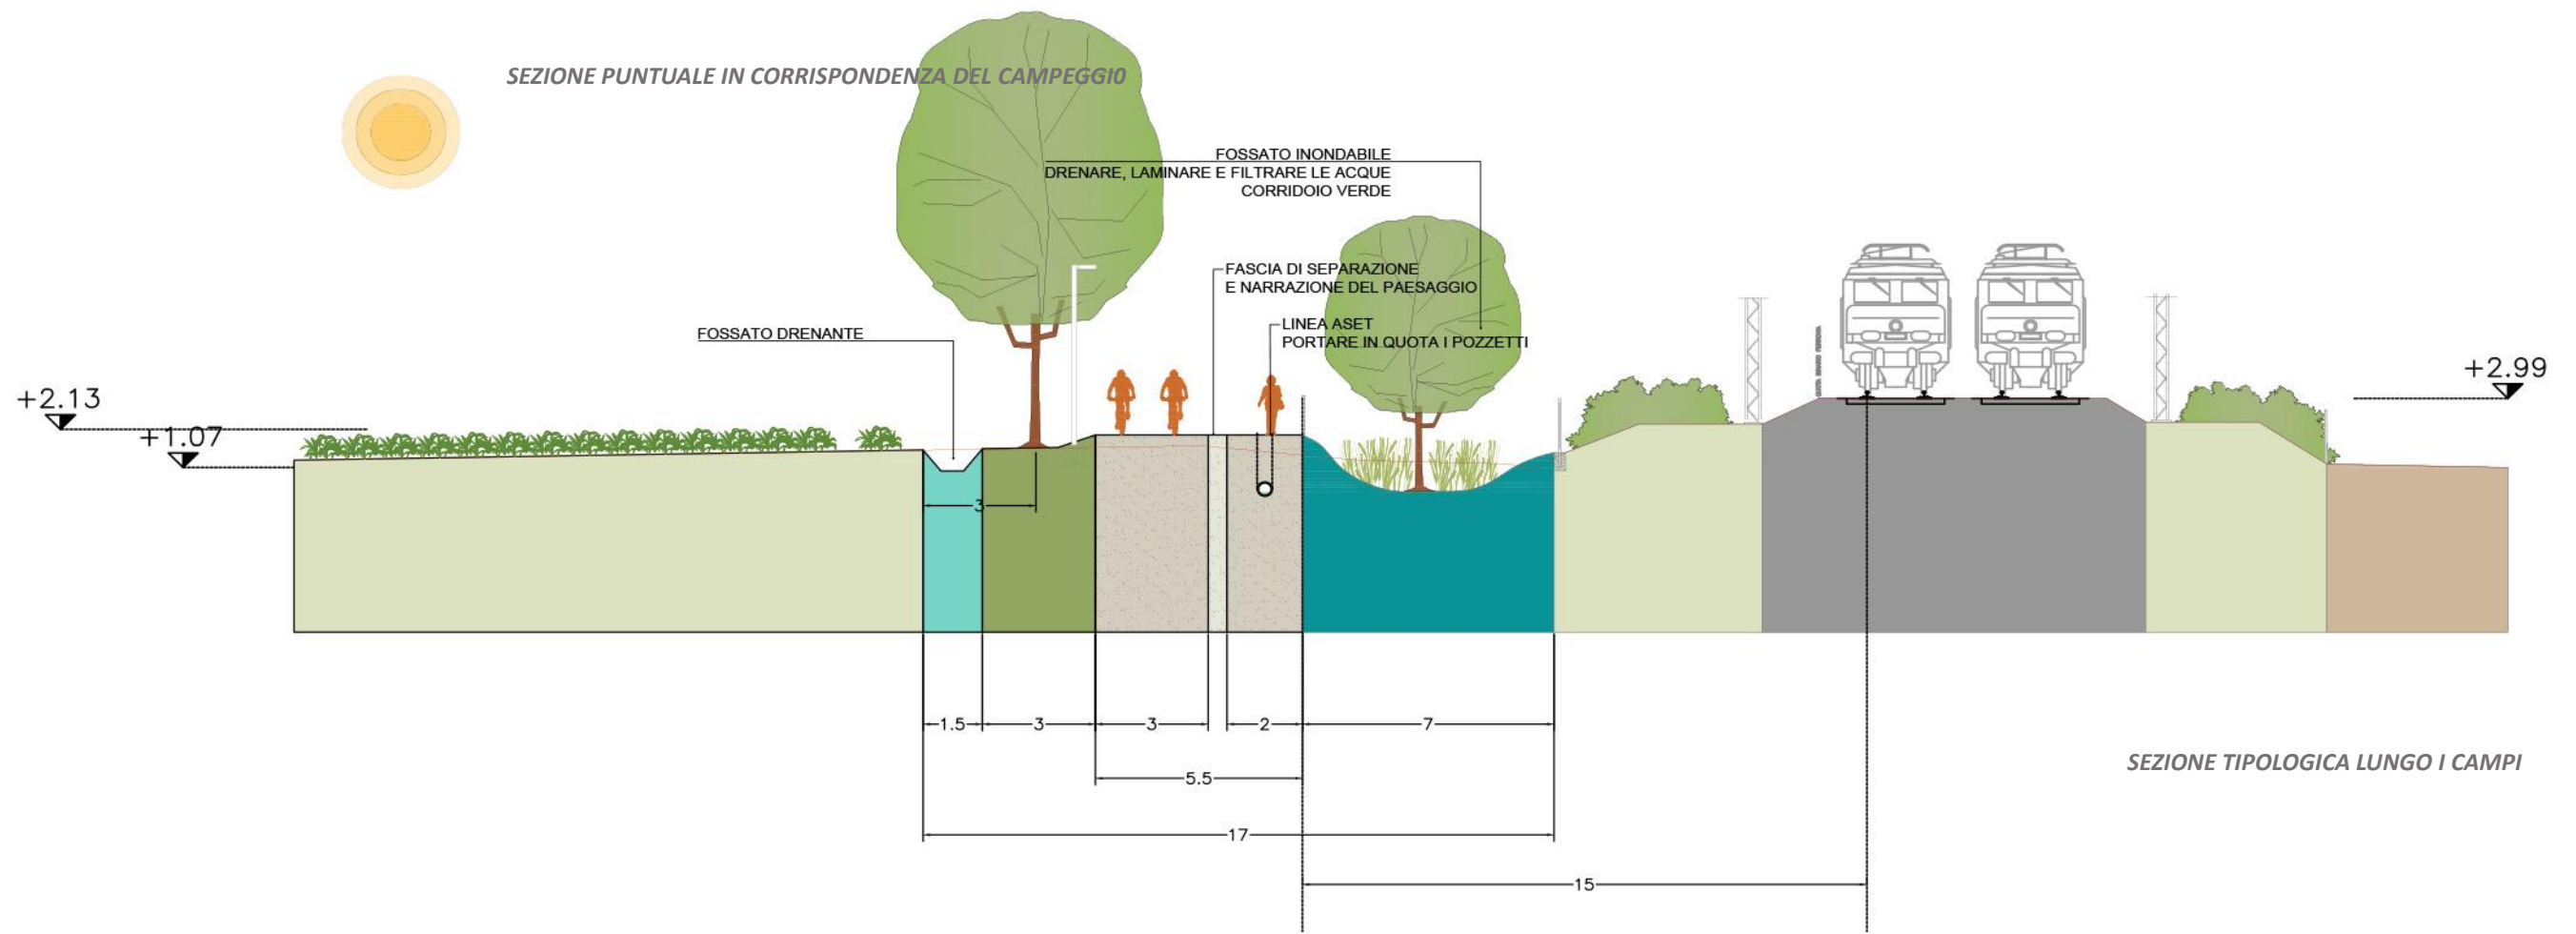 SEZIONE PUNTUALE IN CORRISPONDENZA DEL CAMPEGGI0
FOSSATO INONDABILE
DRENARE, LAMINARE E FILTRARE LE ACQUE
CORRIDOIO VERDE
FASCIA DI SEPARAZIONE
E NARRAZIONE DEL PAESAGGIO
LINEA ASET
PORTARE IN QUOTA I POZZETTI
FOSSATO DRENANTE
+2.13
+1.07
+2.99
3
1.5
3
3
2
7
5.5
17
15
SEZIONE TIPOLOGICA LUNGO I CAMPI